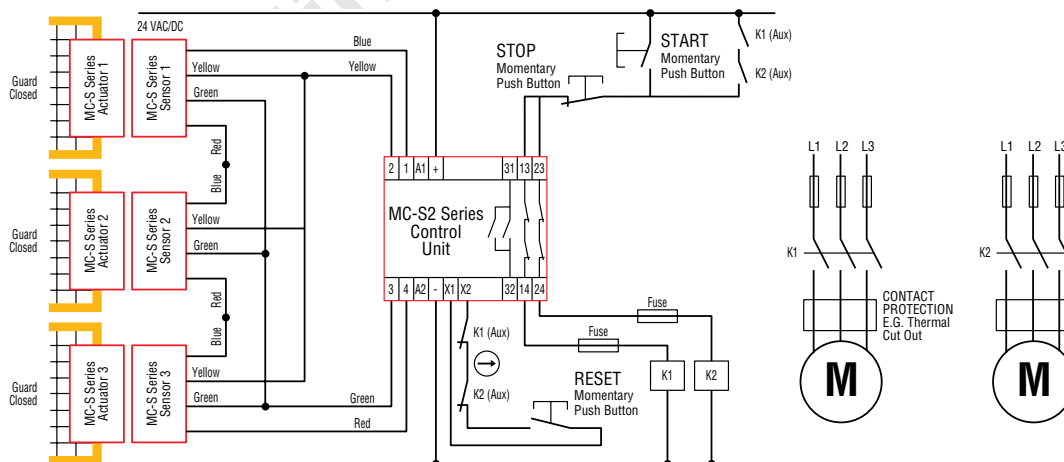 24 VAC/DC
Guard
Closed
MC-S Series
Actuator 1
MC-S Series
Sensor 1
Blue
Yellow
Yellow
Green
Red
Blue
Guard
Closed
MC-S Series
Actuator 2
MC-S Series
Sensor 2
Yellow
Green
Red
Blue
Guard
Closed
MC-S Series
Actuator 3
MC-S Series
Sensor 3
Yellow
Green
Green
Red
STOP
Momentary
Push Button
START
Momentary
Push Button
K1 (Aux)
K2 (Aux)
2 1 A1 + 31 13 23
MC-S2 Series
Control
Unit
3 4 A2 - X1 X2 32 14 24
K1 (Aux)
K2 (Aux)
RESET
Momentary
Push Button
Fuse
Fuse
K1
K2
L1 L2 L3
K1
CONTACT
PROTECTION
E.G. Thermal
Cut Out
M
L1 L2 L3
K2
M